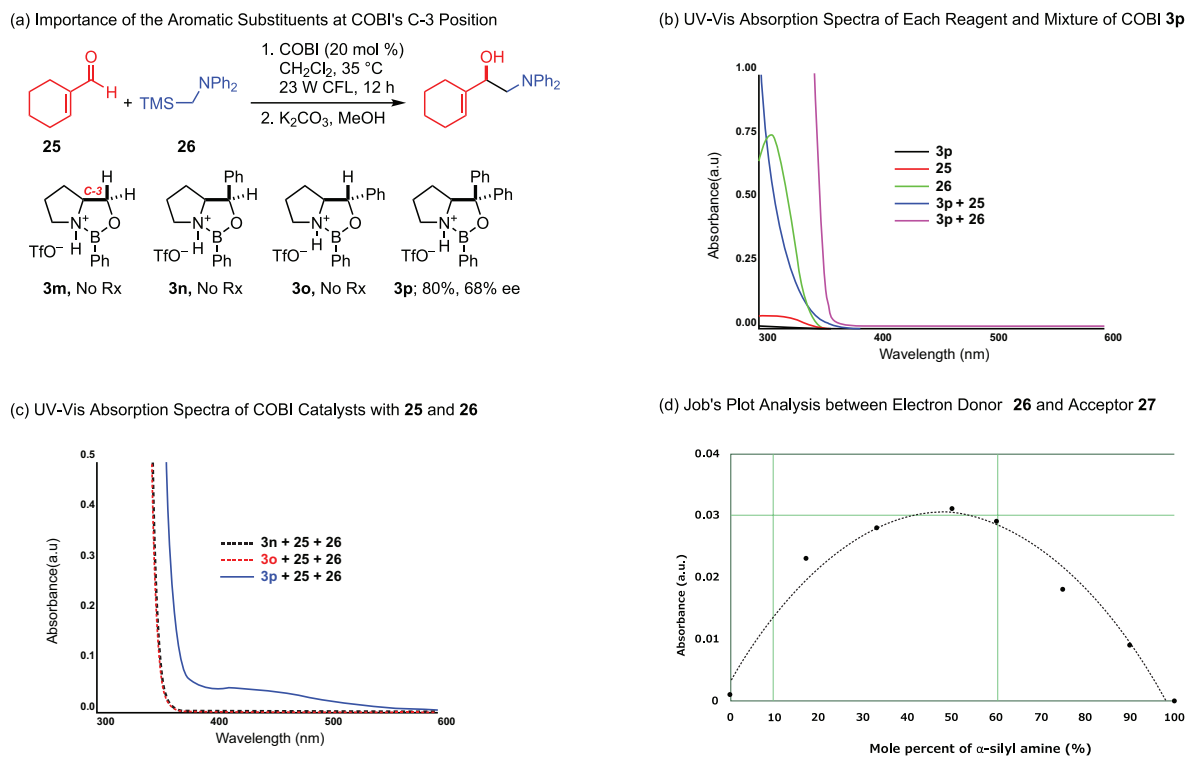 (a) Importance of the Aromatic Substituents at COBI's C-3 Position
O
H
25
+
TMS
NPh2
26
1. COBI (20 mol %)
CH2Cl2, 35 °C
23 W CFL, 12 h
2. K2CO3, MeOH
OH
NPh2
C-3
H
H
O
N+
H
B
Ph
TfO−
3m, No Rx
Ph
H
O
N+
H
B
Ph
TfO−
3n, No Rx
H
Ph
O
N+
H
B
Ph
TfO−
3o, No Rx
Ph
Ph
O
N+
H
B
Ph
TfO−
3p; 80%, 68% ee
(b) UV-Vis Absorption Spectra of Each Reagent and Mixture of COBI 3p
Absorbance(a.u)
1.00
0.75
0.50
0.25
0.00
3p
25
26
3p + 25
3p + 26
300 400 500 600
Wavelength (nm)
(c) UV-Vis Absorption Spectra of COBI Catalysts with 25 and 26
Absorbance(a.u)
0.5
0.4
0.3
0.2
0.1
0.0
3n + 25 + 26
3o + 25 + 26
3p + 25 + 26
300 400 500 600
Wavelength (nm)
(d) Job's Plot Analysis between Electron Donor 26 and Acceptor 27
Absorbance (a.u.)
0.04
0.03
0.02
0.01
0
0 10 20 30 40 50 60 70 80 90 100
Mole percent of α-silyl amine (%)